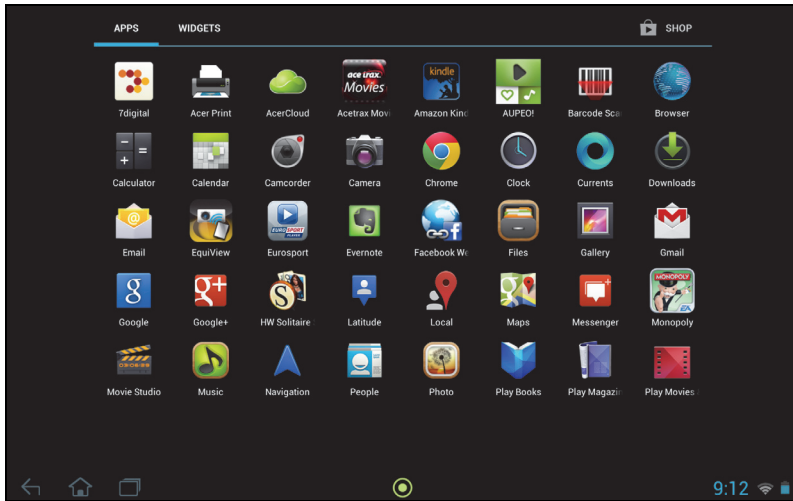 APPS WIDGETS SHOP
acetrax.
Movies
kindle
7digital Acer Print AcerCloud Acetrax Movi Amazon Kind AUPEO! Barcode Sca Browser
Calculator Calendar Camcorder Camera Chrome Clock Currents Downloads
EUROSPORT
PLAYER
Email EquiView Eurosport Evernote Facebook We Files Gallery Gmail
MONOPOLY
Google Google+ HW Solitaire Latitude Local Maps Messenger Monopoly
Movie Studio Music Navigation People Photo Play Books Play Magazin Play Movies
9:12